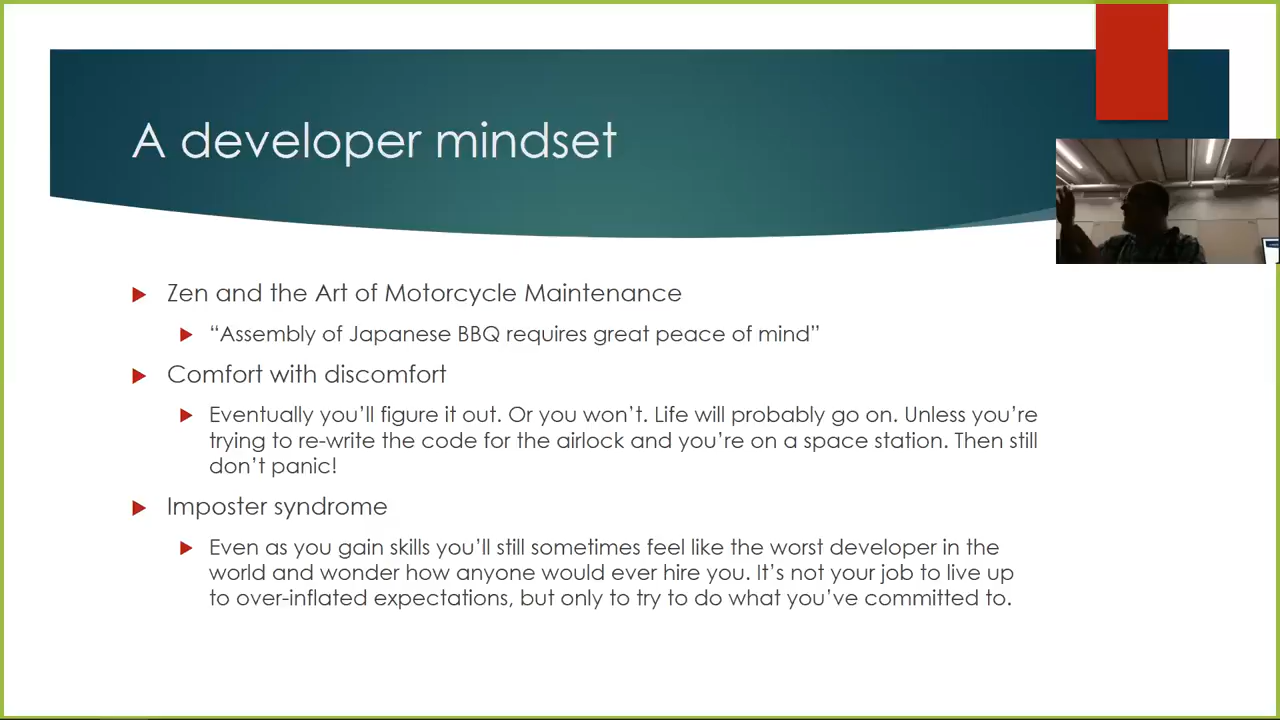 A developer mindset
Zen and the Art of Motorcycle Maintenance
“Assembly of Japanese BBQ requires great peace of mind”
Comfort with discomfort
Eventually you’ll figure it out. Or you won’t. Life will probably go on. Unless you’re
trying to re-write the code for the airlock and you’re on a space station. Then still
don’t panic!
Imposter syndrome
Even as you gain skills you’ll still sometimes feel like the worst developer in the
world and wonder how anyone would ever hire you. It’s not your job to live up
to over-inflated expectations, but only to try to do what you’ve committed to.